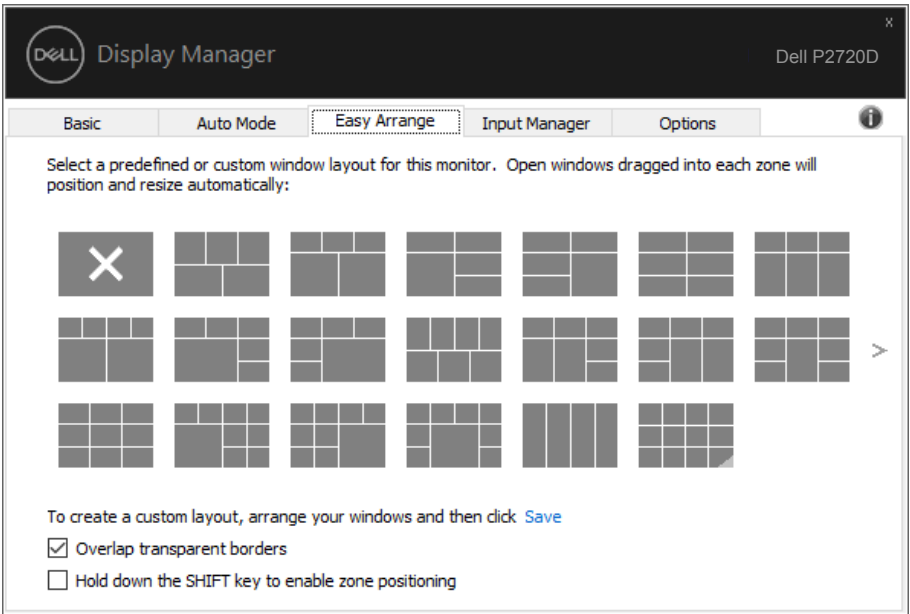 x
DELL Display Manager
Dell P2720D
Basic
Auto Mode
Easy Arrange
Input Manager
Options
i
Select a predefined or custom window layout for this monitor. Open windows dragged into each zone will
position and resize automatically:
>
To create a custom layout, arrange your windows and then click Save
Overlap transparent borders
Hold down the SHIFT key to enable zone positioning